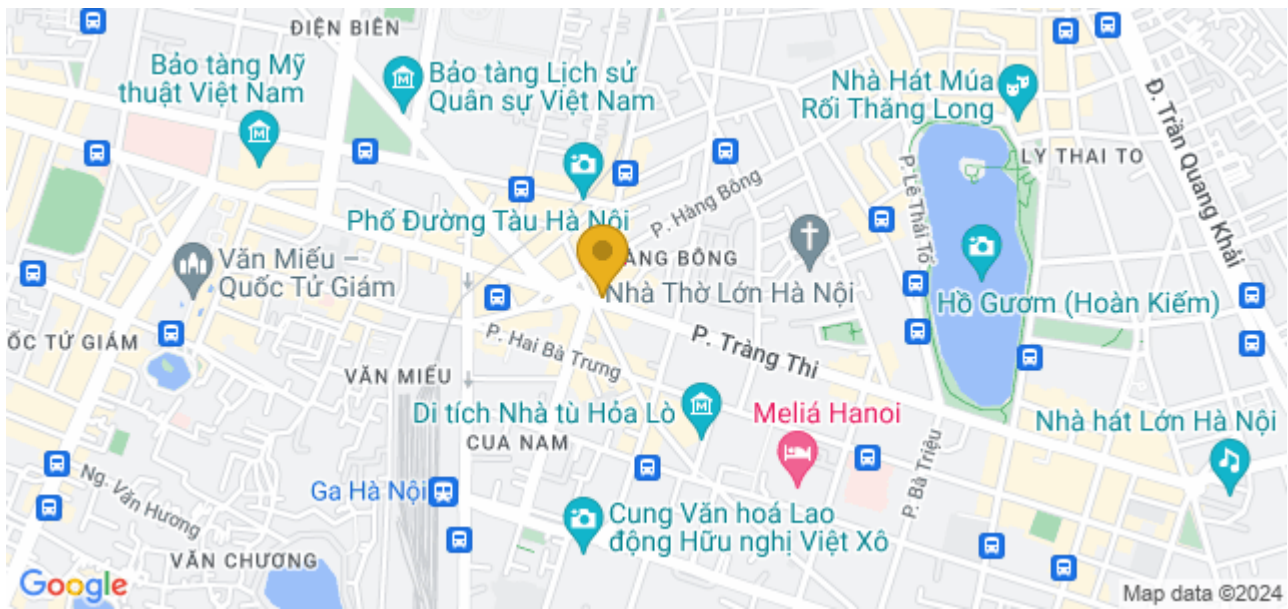 ĐIỆN BIÊN
Bảo tàng Mỹ
thuật Việt Nam
Bảo tàng Lịch sử
Quân sự Việt Nam
Nhà Hát Múa
Rối Thăng Long
Đ. Trần Quang Khải
LY THAI TO
P. Lê Thái Tổ
P. Hàng Bông
Phố Đường Tàu Hà Nội
Văn Miếu –
Quốc Tử Giám
ÀNG BÔNG
Nhà Thờ Lớn Hà Nội
Hồ Gươm (Hoàn Kiếm)
ỐC TỬ GIÁM
P. Hai Bà Trưng
P. Tràng Thi
VĂN MIẾU
Di tích Nhà tù Hỏa Lò
Meliá Hanoi
CUA NAM
Nhà hát Lớn Hà Nội
P. Bà Triệu
Ng. Văn Hương
Ga Hà Nội
Cung Văn hoá Lao
động Hữu nghị Việt Xô
VĂN CHƯƠNG
Google
Map data ©2024